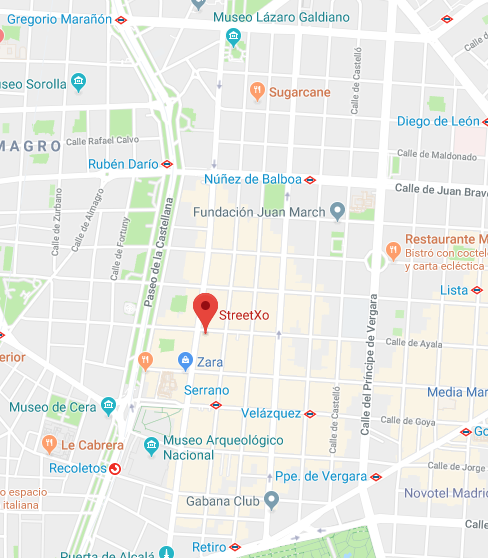 Museo Lázaro Galdiano
Gregorio Marañón
Museo Sorolla
Sugarcane
Calle de Castelló
Diego de León
MAGRO
Calle Rafael Calvo
Calle de Maldonado
Rubén Darío
Núñez de Balboa
Calle de Juan Brav
Calle de Zurbano
Calle de Almagro
Calle de Fortuny
Paseo de la Castellana
Fundación Juan March
Restaurante M
Bistró con coctel
y carta ecléctica
Lista
StreetXo
Calle del Príncipe de Vergara
Calle de Ayala
erior
Zara
Serrano
Calle de Castelló
Media Mar
Museo de Cera
Velázquez
Calle de Goya
Go
Le Cabrera
Museo Arqueológico
Nacional
Recoletos
Calle de Jorge
Ppe. de Vergara
o espacio
italiana
Gabana Club
Novotel Madrid
Retiro
Puerta de Alcalá